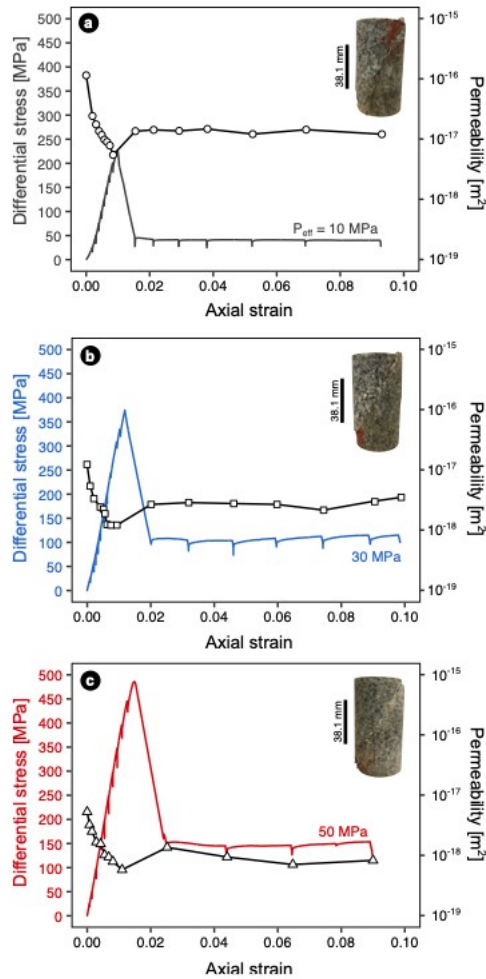 a
Differential stress [MPa]
500
450
400
350
300
250
200
150
100
50
0
38.1 mm
P_eff = 10 MPa
10⁻¹⁵
10⁻¹⁶
10⁻¹⁷
10⁻¹⁸
10⁻¹⁹
Permeability [m²]
0.00 0.02 0.04 0.06 0.08 0.10
Axial strain
b
Differential stress [MPa]
500
450
400
350
300
250
200
150
100
50
0
38.1 mm
30 MPa
10⁻¹⁵
10⁻¹⁶
10⁻¹⁷
10⁻¹⁸
10⁻¹⁹
Permeability [m²]
0.00 0.02 0.04 0.06 0.08 0.10
Axial strain
c
Differential stress [MPa]
500
450
400
350
300
250
200
150
100
50
0
38.1 mm
50 MPa
10⁻¹⁵
10⁻¹⁶
10⁻¹⁸
10⁻¹⁹
Permeability [m²]
0.00 0.02 0.04 0.06 0.08 0.10
Axial strain